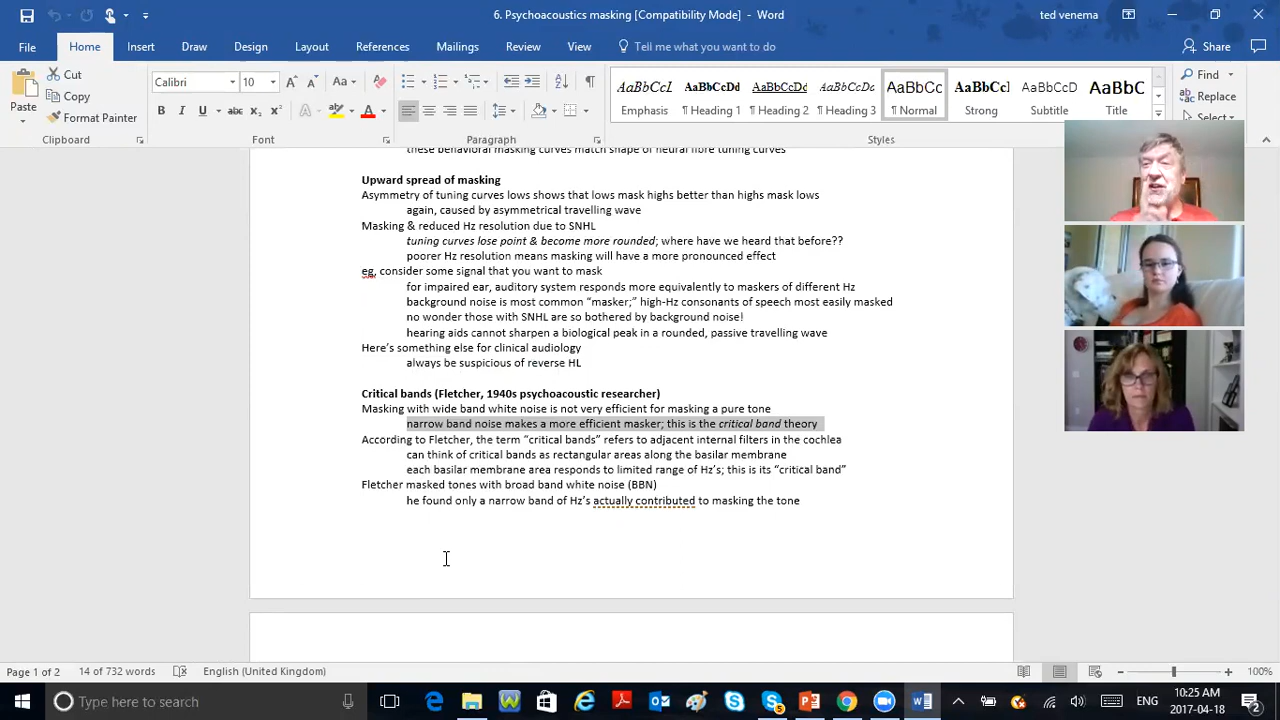 6. Psychoacoustics masking [Compatibility Mode] - Word
ted venema
File Home Insert Draw Design Layout References Mailings Review View Tell me what you want to do
Share
Paste
Cut
Copy
Format Painter
Clipboard
Calibri 10
Font
Paragraph
AaBbCcL AaBbCcDd AaBbCcDd AaBbCcDc AaBbCc AaBbCc AaBbCcDd AaBbC
Emphasis ¶ Heading 1 ¶ Heading 2 ¶ Heading 3 ¶ Normal Strong Subtitle Title
Styles
Find
Replace
Select
these behavioral masking curves match shape of neural fibre tuning curves
Upward spread of masking
Asymmetry of tuning curves lows shows that lows mask highs better than highs mask lows
again, caused by asymmetrical travelling wave
Masking & reduced Hz resolution due to SNHL
tuning curves lose point & become more rounded; where have we heard that before??
poorer Hz resolution means masking will have a more pronounced effect
eg, consider some signal that you want to mask
for impaired ear, auditory system responds more equivalently to maskers of different Hz
background noise is most common “masker;” high-Hz consonants of speech most easily masked
no wonder those with SNHL are so bothered by background noise!
hearing aids cannot sharpen a biological peak in a rounded, passive travelling wave
Here’s something else for clinical audiology
always be suspicious of reverse HL
Critical bands (Fletcher, 1940s psychoacoustic researcher)
Masking with wide band white noise is not very efficient for masking a pure tone
narrow band noise makes a more efficient masker; this is the critical band theory
According to Fletcher, the term “critical bands” refers to adjacent internal filters in the cochlea
can think of critical bands as rectangular areas along the basilar membrane
each basilar membrane area responds to limited range of Hz’s; this is its “critical band”
Fletcher masked tones with broad band white noise (BBN)
he found only a narrow band of Hz’s actually contributed to masking the tone
Page 1 of 2 14 of 732 words English (United Kingdom) 100%
Type here to search
ENG
10:25 AM
2017-04-18